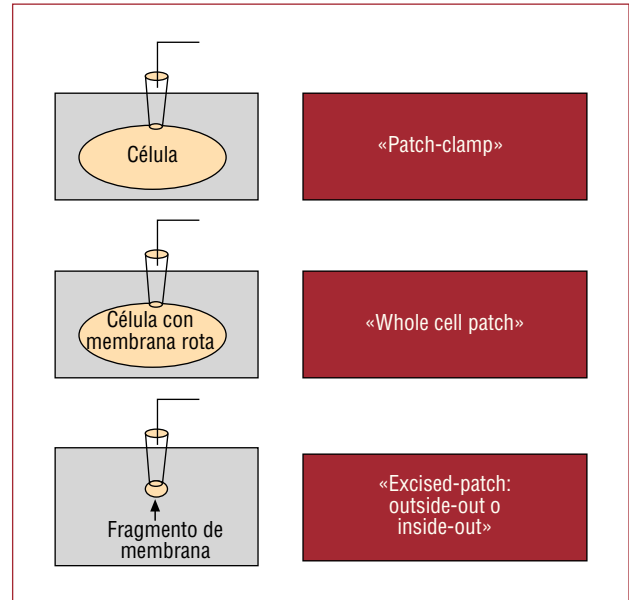 Célula
«Patch-clamp»
Célula con
membrana rota
«Whole cell patch»
Fragmento de
membrana
«Excised-patch:
outside-out o
inside-out»